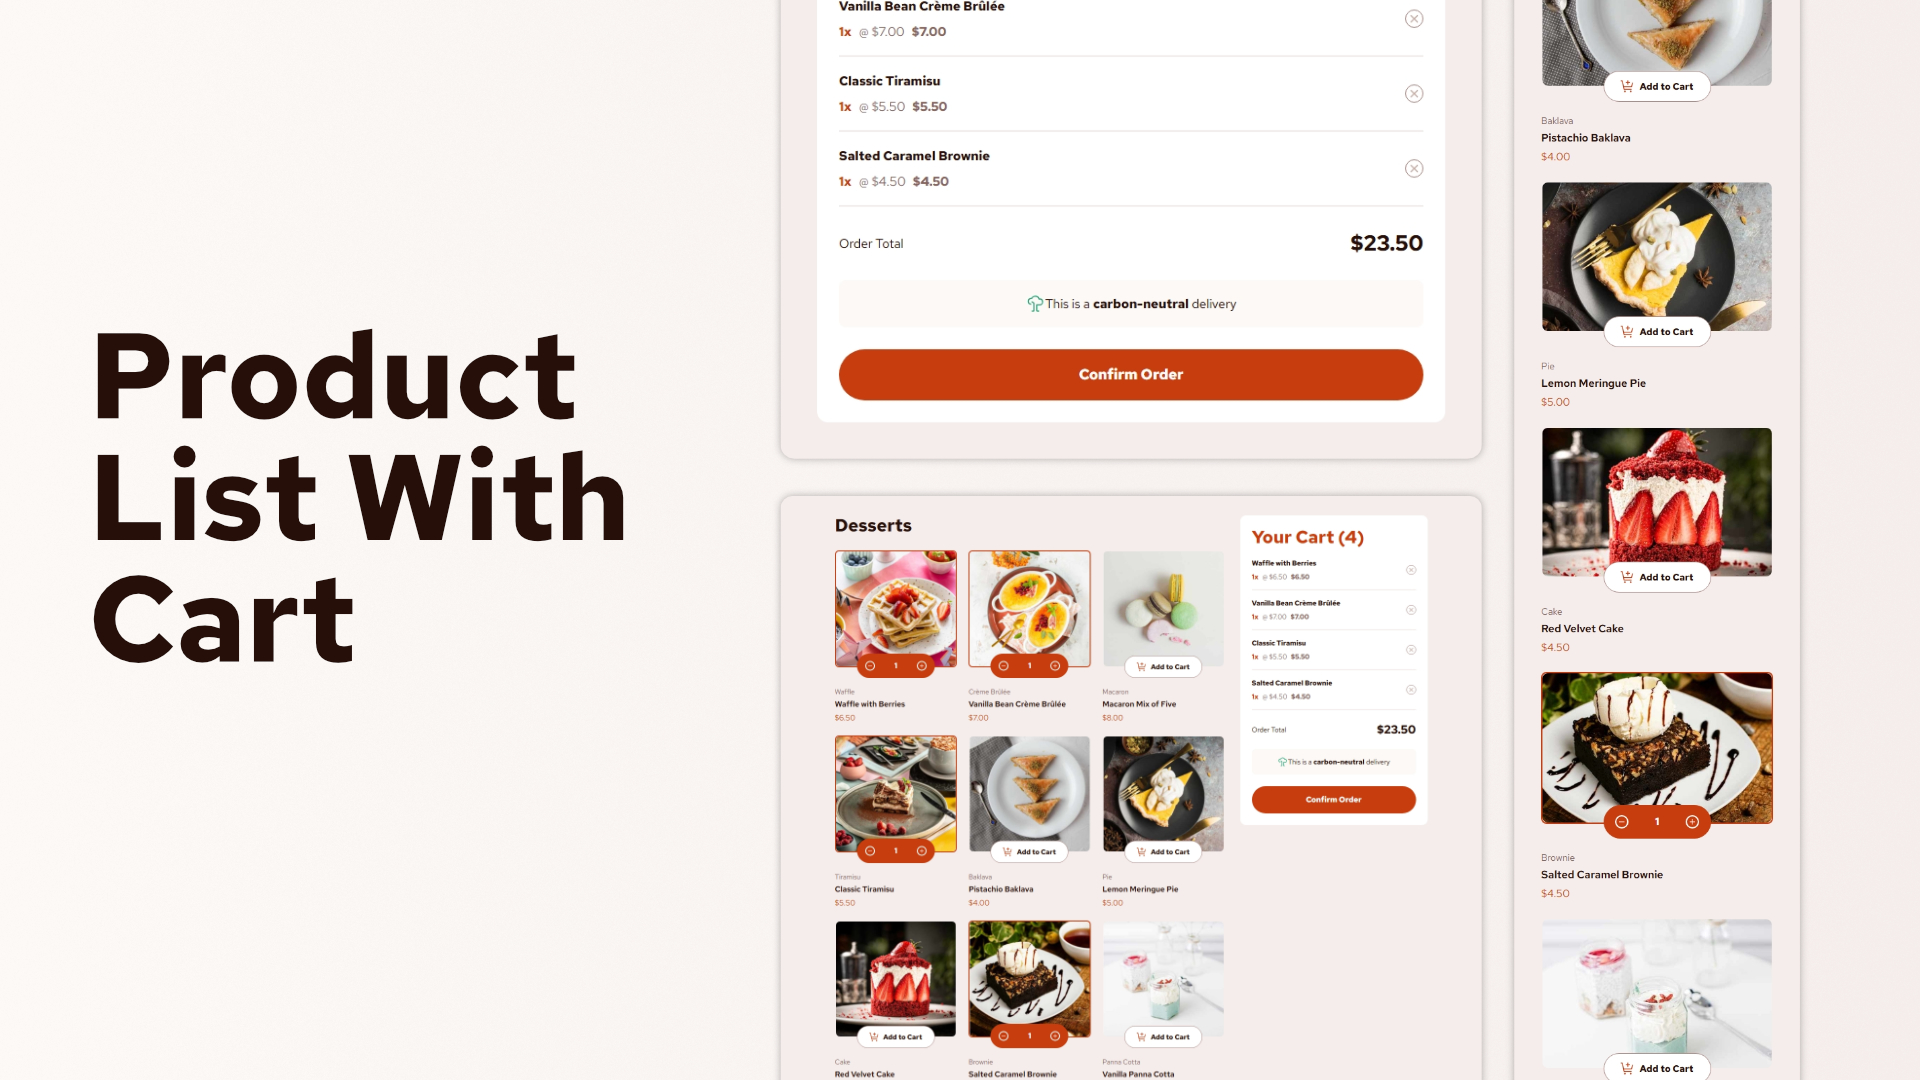 Product
List With
Cart
Vanilla Bean Crème Brûlée
1x @ $7.00 $7.00
Classic Tiramisu
1x @ $5.50 $5.50
Salted Caramel Brownie
1x @ $4.50 $4.50
Order Total $23.50
This is a carbon-neutral delivery
Confirm Order
Desserts
1
Waffle
Waffle with Berries
$6.50
1
Crème Brûlée
Vanilla Bean Crème Brûlée
$7.00
Add to Cart
Macaron
Macaron Mix of Five
$8.00
1
Tiramisu
Classic Tiramisu
$5.50
Add to Cart
Baklava
Pistachio Baklava
$4.00
Add to Cart
Pie
Lemon Meringue Pie
$5.00
Add to Cart
Cake
Red Velvet Cake
1
Brownie
Salted Caramel Brownie
Add to Cart
Panna Cotta
Vanilla Panna Cotta
Your Cart (4)
Waffle with Berries
1x @ $6.50 $6.50
Vanilla Bean Crème Brûlée
1x @ $7.00 $7.00
Classic Tiramisu
1x @ $5.50 $5.50
Salted Caramel Brownie
1x @ $4.50 $4.50
Order Total $23.50
This is a carbon-neutral delivery
Confirm Order
Add to Cart
Baklava
Pistachio Baklava
$4.00
Add to Cart
Pie
Lemon Meringue Pie
$5.00
Add to Cart
Cake
Red Velvet Cake
$4.50
1
Brownie
Salted Caramel Brownie
$4.50
Add to Cart